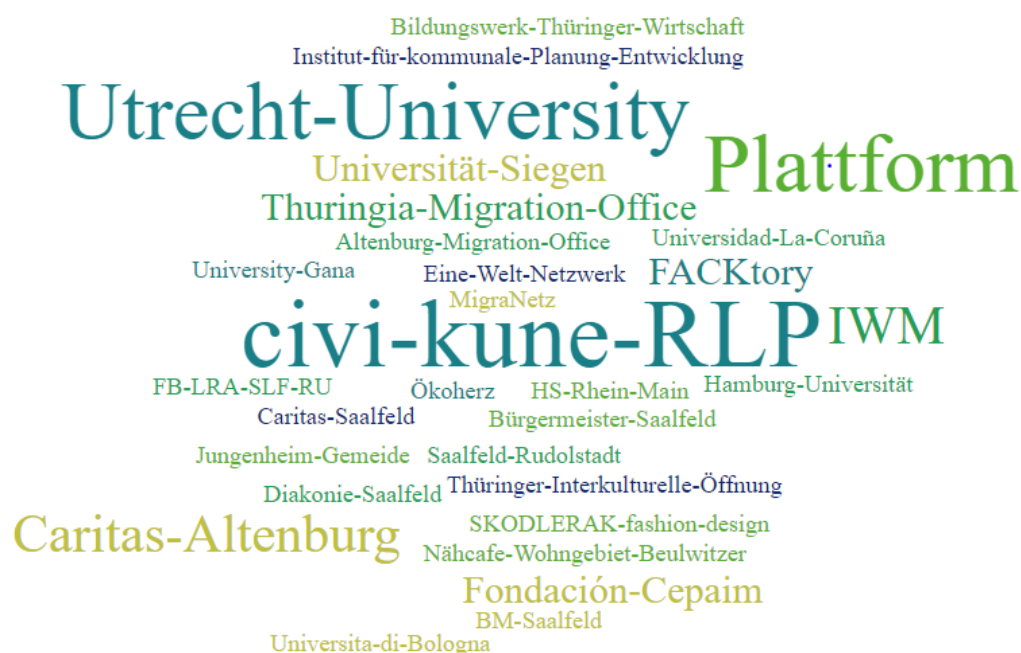 Bildungswerk-Thüringer-Wirtschaft
Institut-für-kommunale-Planung-Entwicklung
Utrecht-University
Plattform
Universität-Siegen
Thuringia-Migration-Office
Altenburg-Migration-Office
Universidad-La-Coruña
University-Gana
Eine-Welt-Netzwerk
FACKtory
MigraNetz
civi-kune-RLP
IWM
FB-LRA-SLF-RU
Ökoherz
HS-Rhein-Main
Hamburg-Universität
Caritas-Saalfeld
Bürgermeister-Saalfeld
Jungenheim-Gemeide
Saalfeld-Rudolstadt
Diakonie-Saalfeld
Thüringer-Interkulturelle-Öffnung
Caritas-Altenburg
SKODLERAK-fashion-design
Nähcafe-Wohngebiet-Beulwitzer
Fondación-Cepaim
BM-Saalfeld
Universita-di-Bologna